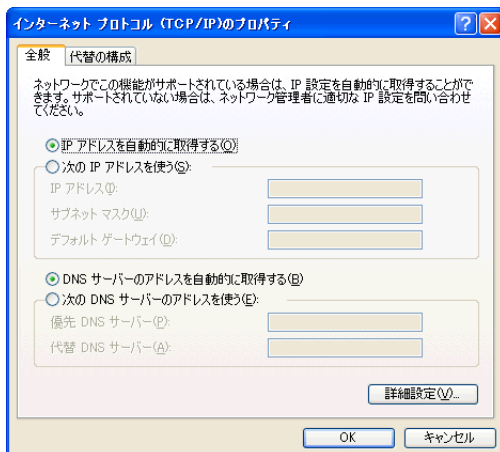 インターネット プロトコル (TCP/IP)のプロパティ
全般
代替の構成
ネットワークでこの機能がサポートされている場合は、IP 設定を自動的に取得することがで
きます。サポートされていない場合は、ネットワーク管理者に適切な IP 設定を問い合わせ
てください。
IP アドレスを自動的に取得する(O)
次の IP アドレスを使う(S):
IP アドレス(I):
サブネット マスク(U):
デフォルト ゲートウェイ(D):
DNS サーバーのアドレスを自動的に取得する(B)
次の DNS サーバーのアドレスを使う(E):
優先 DNS サーバー(P):
代替 DNS サーバー(A):
詳細設定(V)...
OK
キャンセル